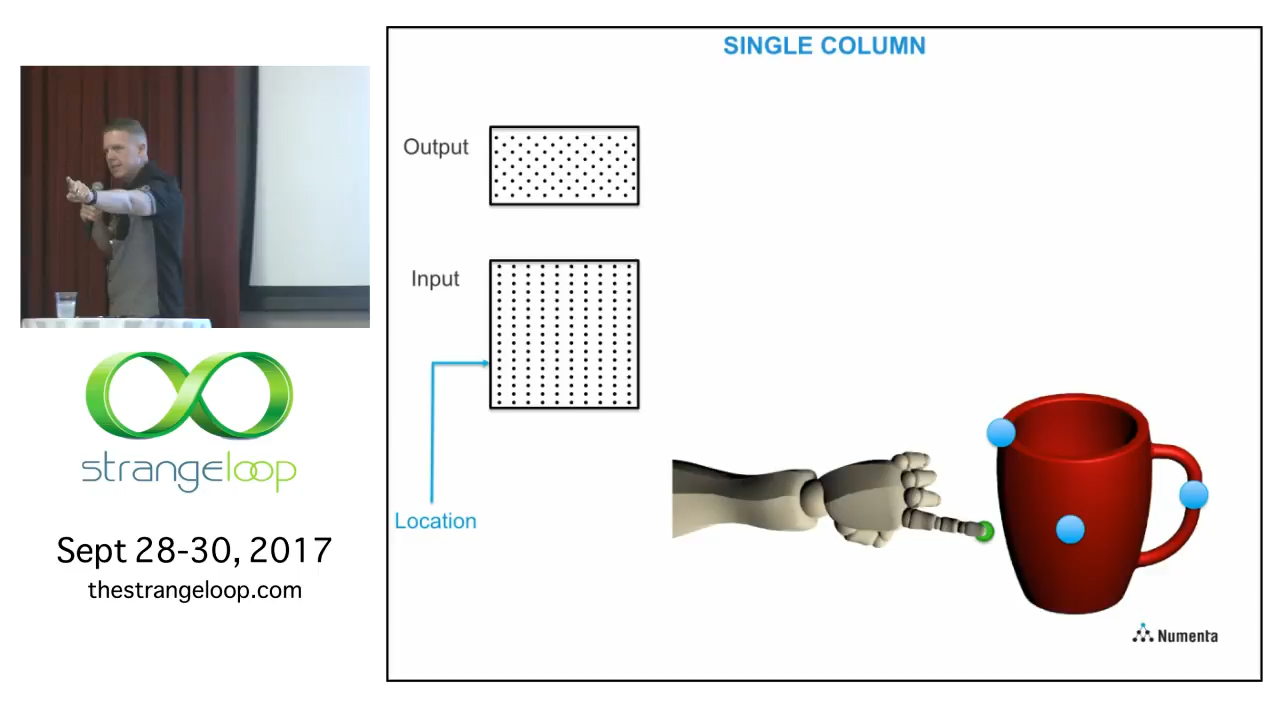 SINGLE COLUMN
Output
Input
Location
Numenta
strangeloop
Sept 28-30, 2017
thestrangeloop.com